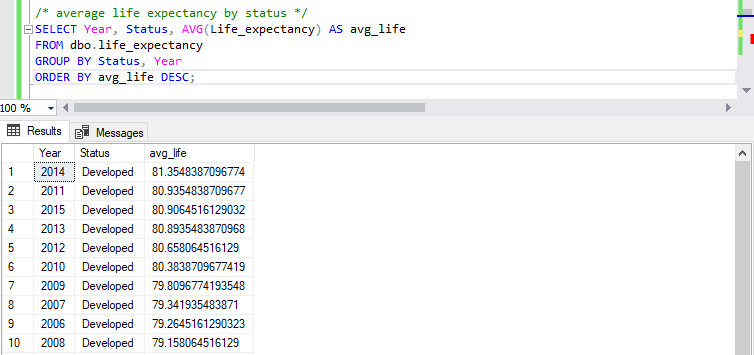 /* average life expectancy by status */
SELECT Year, Status, AVG(Life_expectancy) AS avg_life
FROM dbo.life_expectancy
GROUP BY Status, Year
ORDER BY avg_life DESC;
100 %
Results Messages
Year Status avg_life
1 2014 Developed 81.3548387096774
2 2011 Developed 80.9354838709677
3 2015 Developed 80.9064516129032
4 2013 Developed 80.8935483870968
5 2012 Developed 80.658064516129
6 2010 Developed 80.3838709677419
7 2009 Developed 79.8096774193548
8 2007 Developed 79.341935483871
9 2006 Developed 79.2645161290323
10 2008 Developed 79.158064516129